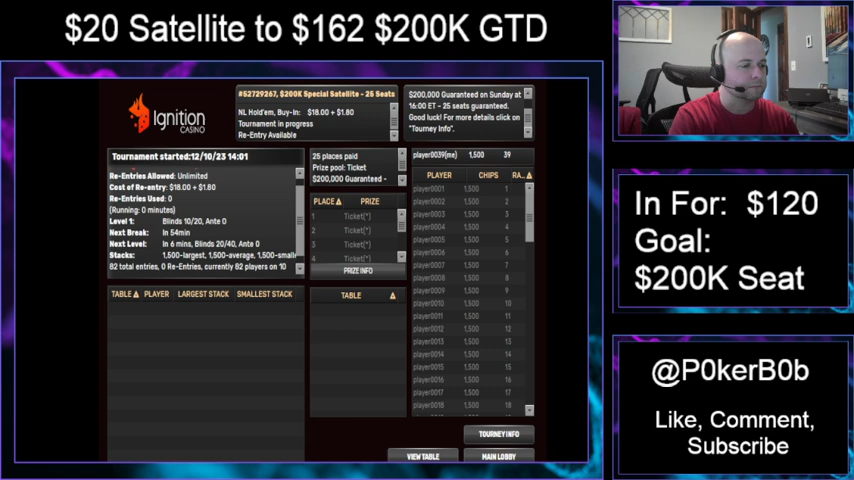 $20 Satellite to $162 $200K GTD
Ignition
CASINO
#52729267, $200K Special Satellite - 25 Seats
NL Hold'em, Buy-In: $18.00 + $1.80
Tournament in progress
Re-Entry Available
$200,000 Guaranteed on Sunday at
16:00 ET - 25 seats guaranteed.
Good luck! For more details click on
"Tourney Info".
Tournament started:12/10/23 14:01
Re-Entries Allowed: Unlimited
Cost of Re-entry: $18.00 + $1.80
Re-Entries Used: 0
(Running: 0 minutes)
Level 1: Blinds 10/20, Ante 0
Next Break: In 54min
Next Level: In 6 mins, Blinds 20/40, Ante 0
Stacks: 1,500-largest, 1,500-average, 1,500-small
82 total entries, 0 Re-Entries, currently 82 players on 10
25 places paid
Prize pool: Ticket
$200,000 Guaranteed -
PLACE PRIZE
1 Ticket(*)
2 Ticket(*)
3 Ticket(*)
4 Ticket(*)
PRIZE INFO
player0039(me) 1,500 39
PLAYER CHIPS RA...
player0001 1,500 1
player0002 1,500 2
player0003 1,500 3
player0004 1,500 4
player0005 1,500 5
player0006 1,500 6
player0007 1,500 7
player0008 1,500 8
player0009 1,500 9
player0010 1,500 10
player0011 1,500 11
player0012 1,500 12
player0013 1,500 13
player0014 1,500 14
player0015 1,500 15
player0016 1,500 16
player0017 1,500 17
player0018 1,500 18
TABLE PLAYER LARGEST STACK SMALLEST STACK
TABLE
TOURNEY INFO
VIEW TABLE
MAIN LOBBY
In For: $120
Goal:
$200K Seat
@P0kerB0b
Like, Comment,
Subscribe